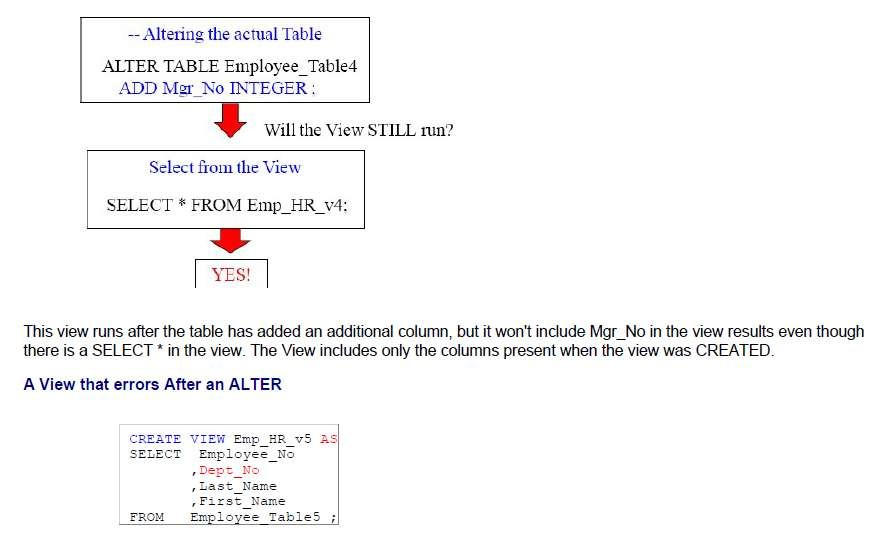 -- Altering the actual Table
ALTER TABLE Employee_Table4
ADD Mgr_No INTEGER ;
Will the View STILL run?
Select from the View
SELECT * FROM Emp_HR_v4;
YES!
This view runs after the table has added an additional column, but it won't include Mgr_No in the view results even though
there is a SELECT * in the view. The View includes only the columns present when the view was CREATED.
A View that errors After an ALTER
CREATE VIEW Emp_HR_v5 AS
SELECT Employee_No
,Dept_No
,Last_Name
,First_Name
FROM Employee_Table5 ;